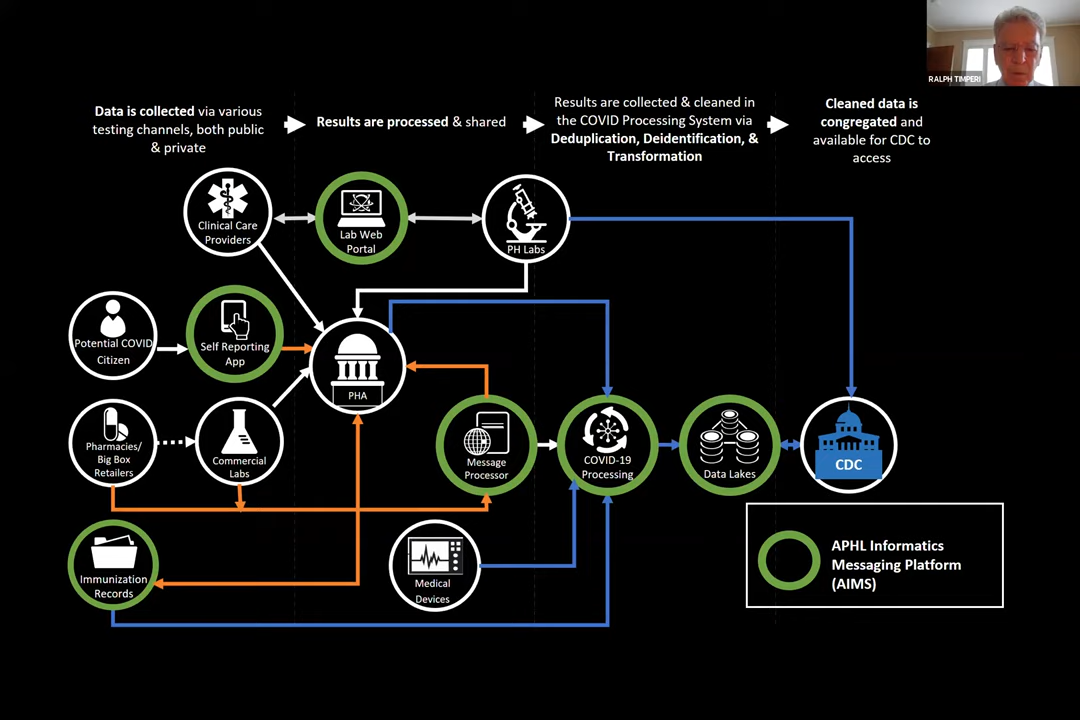 RALPH TIMPERI
Data is collected via various
testing channels, both public
& private
Results are processed & shared
Results are collected & cleaned in
the COVID Processing System via
Deduplication, Deidentification, &
Transformation
Cleaned data is
congregated and
available for CDC to
access
Clinical Care
Providers
Lab Web
Portal
PH Labs
Potential COVID
Citizen
Self Reporting
App
PHA
Pharmacies/
Big Box
Retailers
Commercial
Labs
Message
Processor
COVID-19
Processing
Data Lakes
CDC
Immunization
Records
Medical
Devices
APHL Informatics
Messaging Platform
(AIMS)